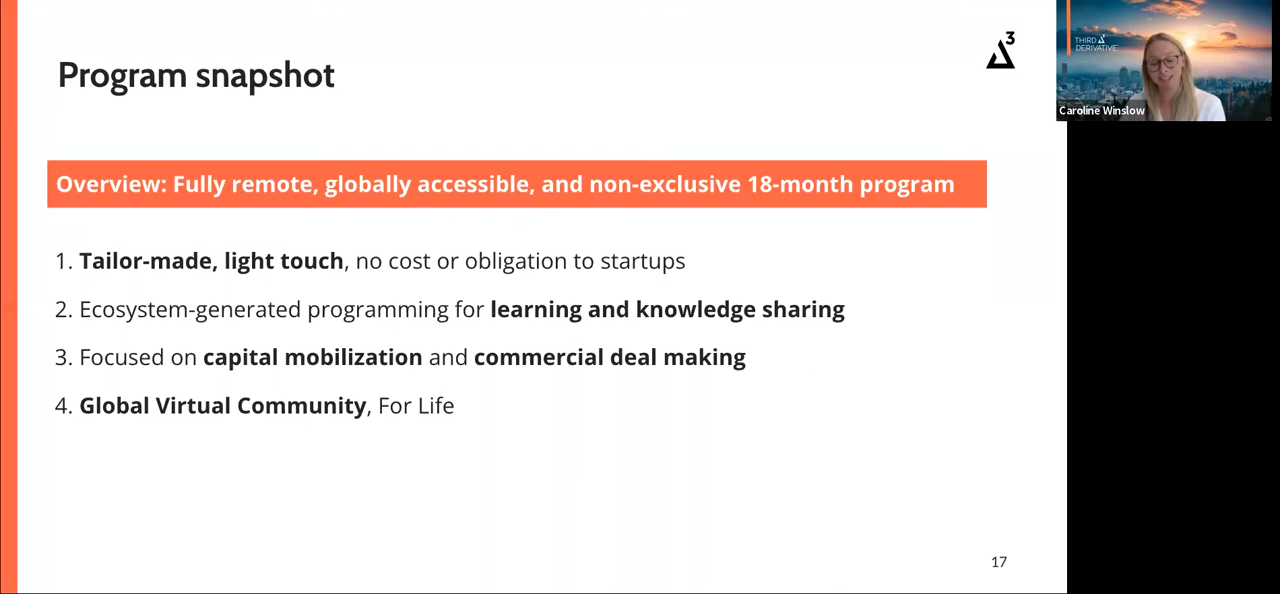 Program snapshot
3
Overview: Fully remote, globally accessible, and non-exclusive 18-month program
1. Tailor-made, light touch, no cost or obligation to startups
2. Ecosystem-generated programming for learning and knowledge sharing
3. Focused on capital mobilization and commercial deal making
4. Global Virtual Community, For Life
17
THIRD
DERIVATIVE
Caroline Winslow